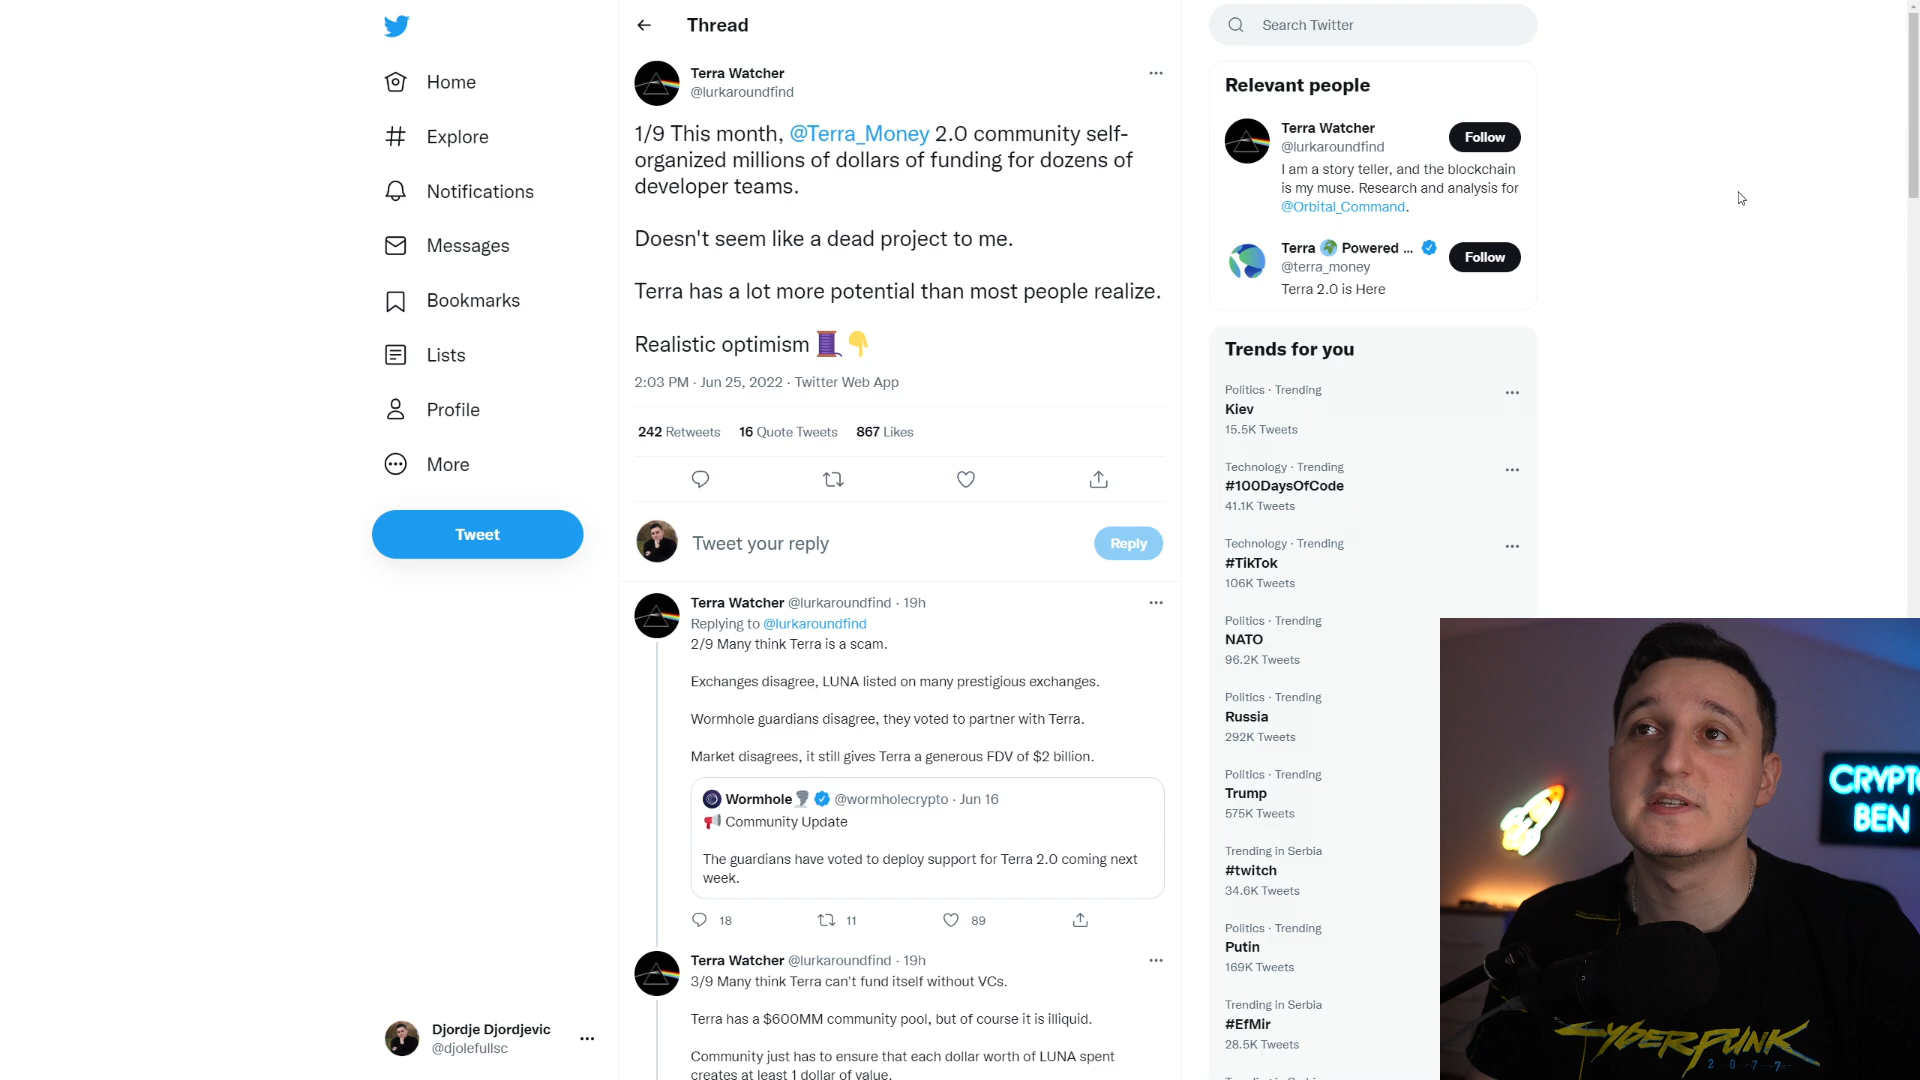 Thread
Search Twitter
Home
Explore
Notifications
Messages
Bookmarks
Lists
Profile
More
Tweet
Djordje Djordjevic
@djolefullsc
Terra Watcher
@lurkaroundfind
1/9 This month, @Terra_Money 2.0 community self-
organized millions of dollars of funding for dozens of
developer teams.
Doesn't seem like a dead project to me.
Terra has a lot more potential than most people realize.
Realistic optimism 🧵👇
2:03 PM · Jun 25, 2022 · Twitter Web App
242 Retweets 16 Quote Tweets 867 Likes
Tweet your reply
Reply
Terra Watcher @lurkaroundfind · 19h
Replying to @lurkaroundfind
2/9 Many think Terra is a scam.
Exchanges disagree, LUNA listed on many prestigious exchanges.
Wormhole guardians disagree, they voted to partner with Terra.
Market disagrees, it still gives Terra a generous FDV of $2 billion.
Wormhole🌪️ @wormholecrypto · Jun 16
📢 Community Update
The guardians have voted to deploy support for Terra 2.0 coming next
week.
18 11 89
Terra Watcher @lurkaroundfind · 19h
3/9 Many think Terra can't fund itself without VCs.
Terra has a $600MM community pool, but of course it is illiquid.
Community just has to ensure that each dollar worth of LUNA spent
creates at least 1 dollar of value.
Relevant people
Terra Watcher
@lurkaroundfind
Follow
I am a story teller, and the blockchain
is my muse. Research and analysis for
@Orbital_Command.
Terra 🌍 Powered ...
@terra_money
Follow
Terra 2.0 is Here
Trends for you
Politics · Trending
Kiev
15.5K Tweets
Technology · Trending
#100DaysOfCode
41.1K Tweets
Technology · Trending
#TikTok
106K Tweets
Politics · Trending
NATO
96.2K Tweets
Politics · Trending
Russia
292K Tweets
Politics · Trending
Trump
575K Tweets
Trending in Serbia
#twitch
34.6K Tweets
Politics · Trending
Putin
169K Tweets
Trending in Serbia
#EfMir
28.5K Tweets
CRYPTO
BEN
CYBERPUNK
2077